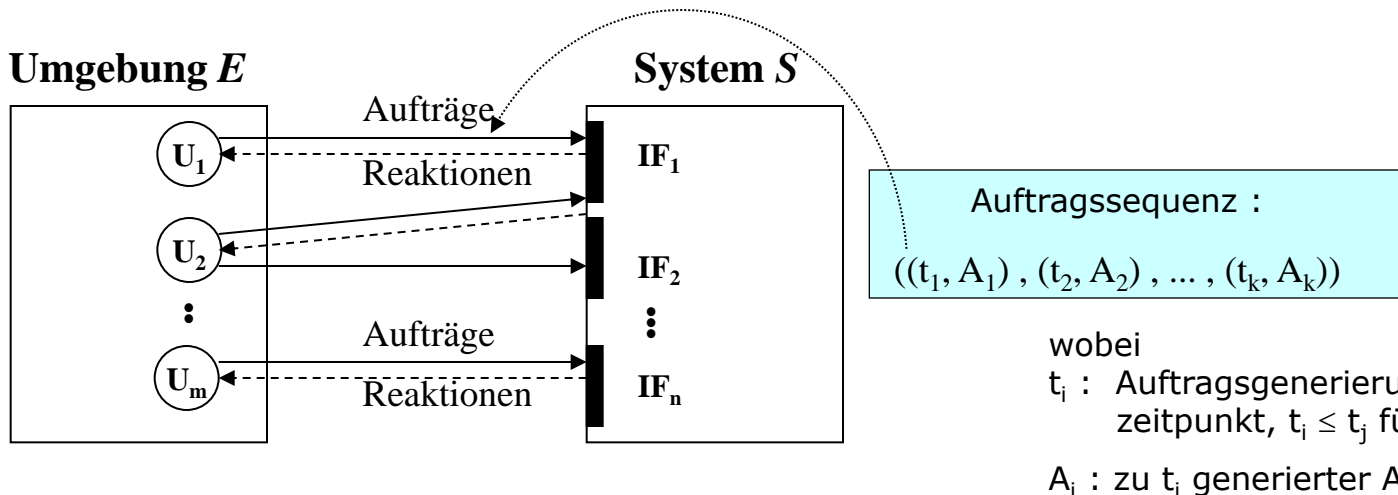 Umgebung E
System S
Aufträge
U₁
IF₁
Reaktionen
Auftragssequenz :
U₂
IF₂
((t₁, A₁) , (t₂, A₂) , ... , (tₖ, Aₖ))
Aufträge
wobei
Uₘ
IFₙ
Reaktionen
tᵢ : Auftragsgenerieru
zeitpunkt, tᵢ ≤ tⱼ fü
Aᵢ : zu tᵢ generierter A